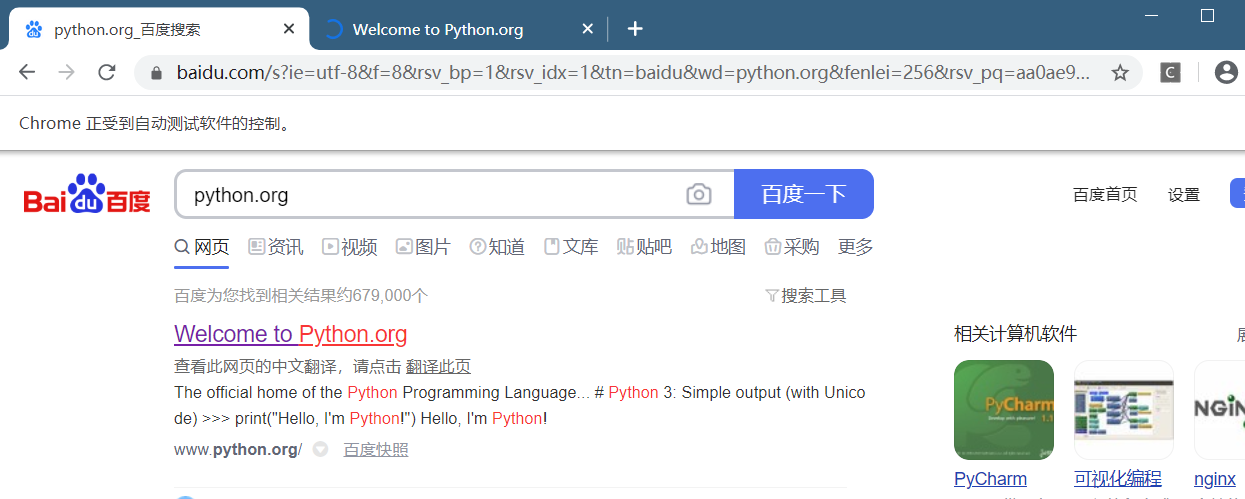 python.org_百度搜索
Welcome to Python.org
baidu.com/s?ie=utf-8&f=8&rsv_bp=1&rsv_idx=1&tn=baidu&wd=python.org&fenlei=256&rsv_pq=aa0ae9...
C
Chrome 正受到自动测试软件的控制。
Bai du 百度
python.org
百度一下
百度首页 设置
网页 资讯 视频 图片 知道 文库 贴吧 地图 采购 更多
百度为您找到相关结果约679,000个
搜索工具
Welcome to Python.org
查看此网页的中文翻译，请点击 翻译此页
The official home of the Python Programming Language... # Python 3: Simple output (with Unico
de) >>> print("Hello, I'm Python!") Hello, I'm Python!
www.python.org/ 百度快照
相关计算机软件
PyCharm
PyCharm 可视化编程 nginx